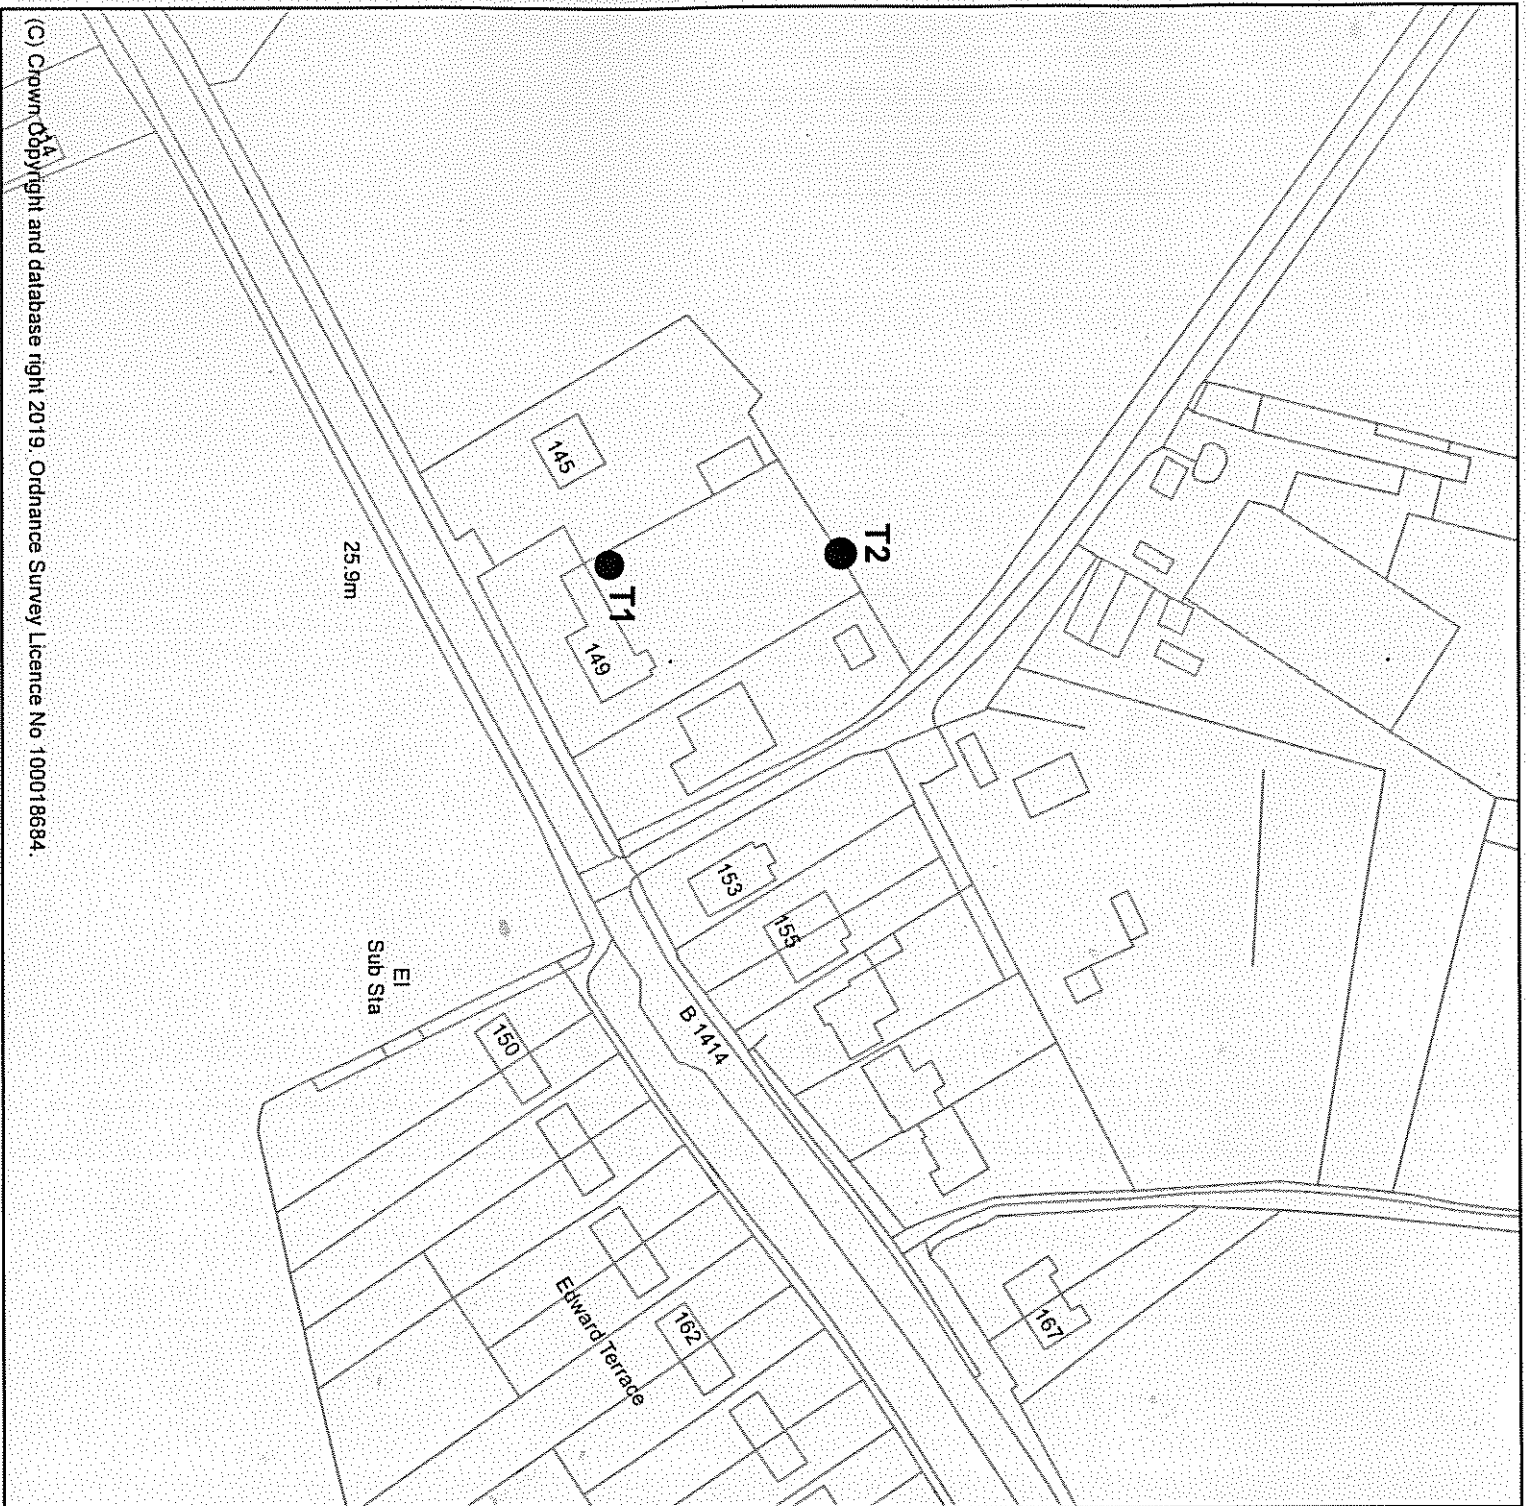 T2
T1
145
149
25.9m
153
155
B 1414
El
Sub Sta
150
162
Edward Terrace
167
114
(C) Crown Copyright and database right 2019. Ordnance Survey Licence No 100018684.